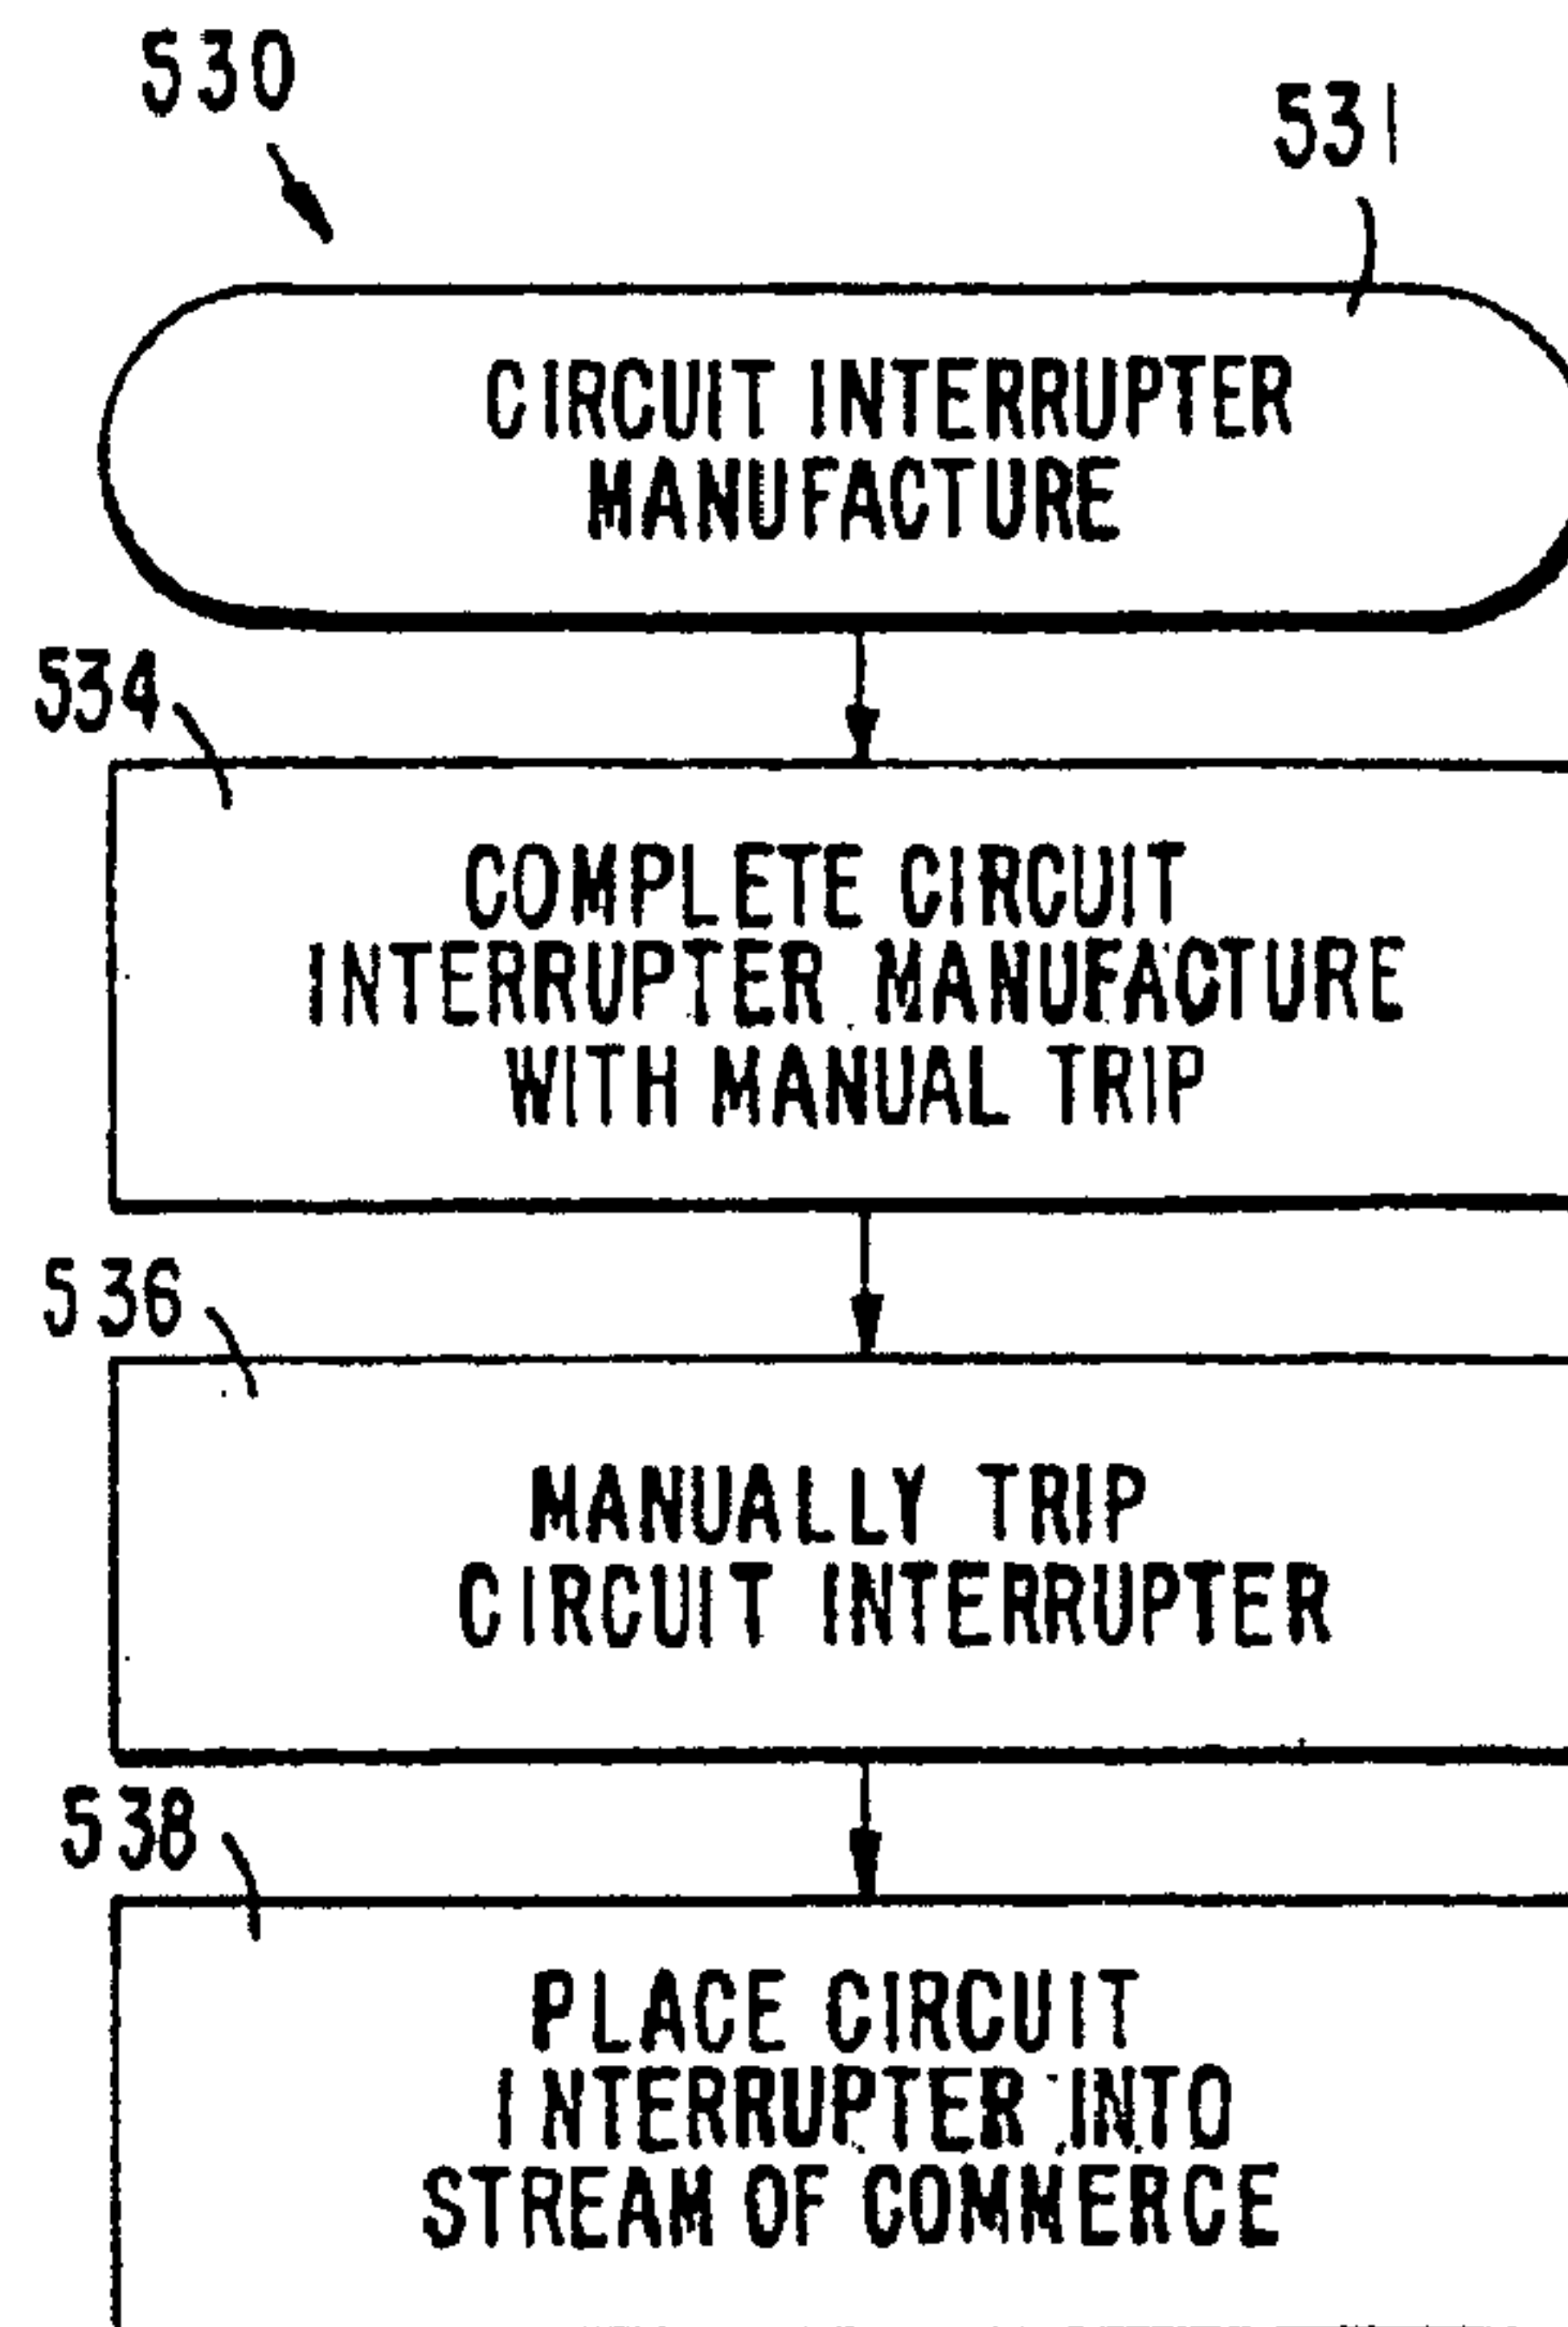 530
531
CIRCUIT INTERRUPTER
MANUFACTURE
534
COMPLETE CIRCUIT
INTERRUPTER MANUFACTURE
WITH MANUAL TRIP
536
MANUALLY TRIP
CIRCUIT INTERRUPTER
538
PLACE CIRCUIT
INTERRUPTER INTO
STREAM OF COMMERCE